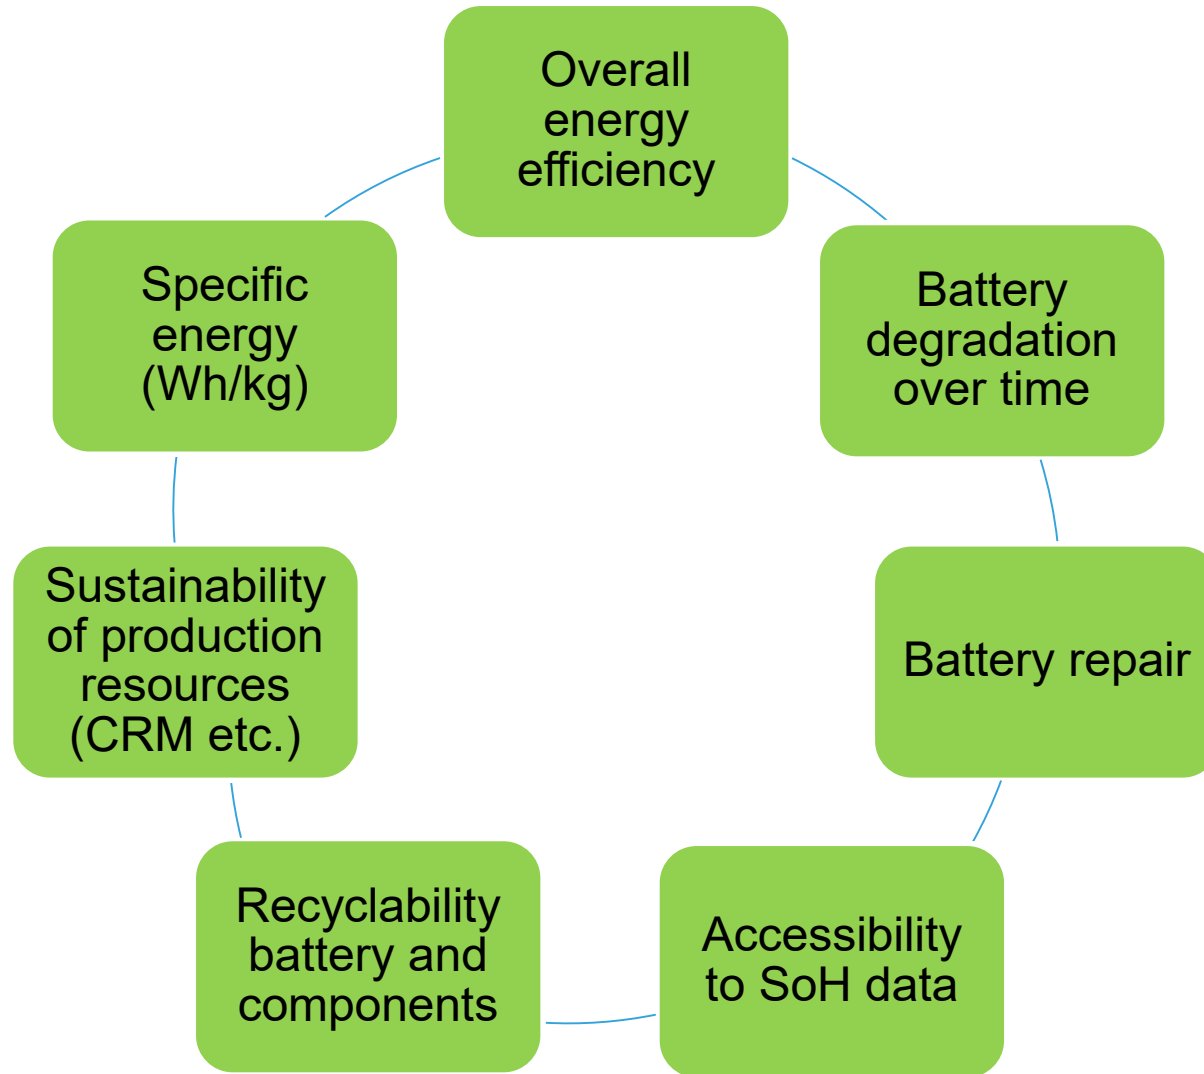 Overall
energy
efficiency
Battery
degradation
over time
Battery repair
Accessibility
to SoH data
Recyclability
battery and
components
Sustainability
of production
resources
(CRM etc.)
Specific
energy
(Wh/kg)